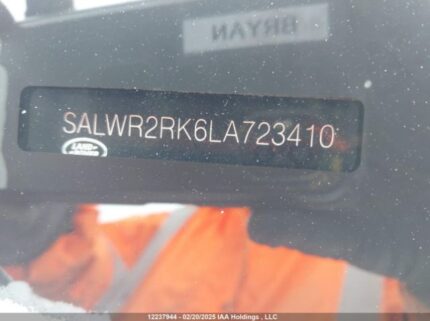 BRYAN
SALWR2RK6LA723410
LAND-
ROVER
12237944 - 02/20/2025 IAA Holdings , LLC